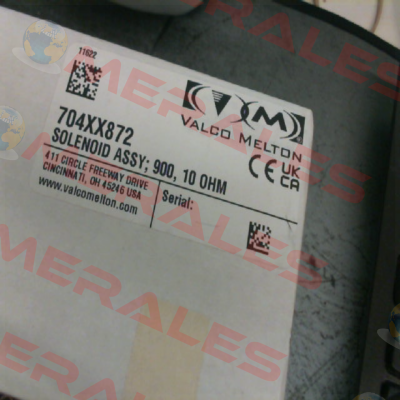 11622
VM
VALCO MELTON
704XX872
SOLENOID ASSY; 900, 10 OHM
CE UK CA
411 CIRCLE FREEWAY DRIVE
CINCINNATI, OH 45246 USA
www.valcomelton.com
Serial:
MERALES
MERALES
MERALES